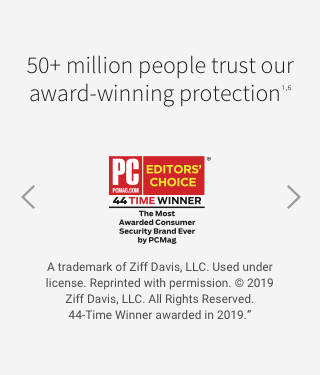 50+ million people trust our
award-winning protection¹,⁶
PC
PCMAG.COM
EDITORS'
CHOICE
®
44 TIME WINNER
The Most
Awarded Consumer
Security Brand Ever
by PCMag
A trademark of Ziff Davis, LLC. Used under
license. Reprinted with permission. © 2019
Ziff Davis, LLC. All Rights Reserved.
44-Time Winner awarded in 2019.”